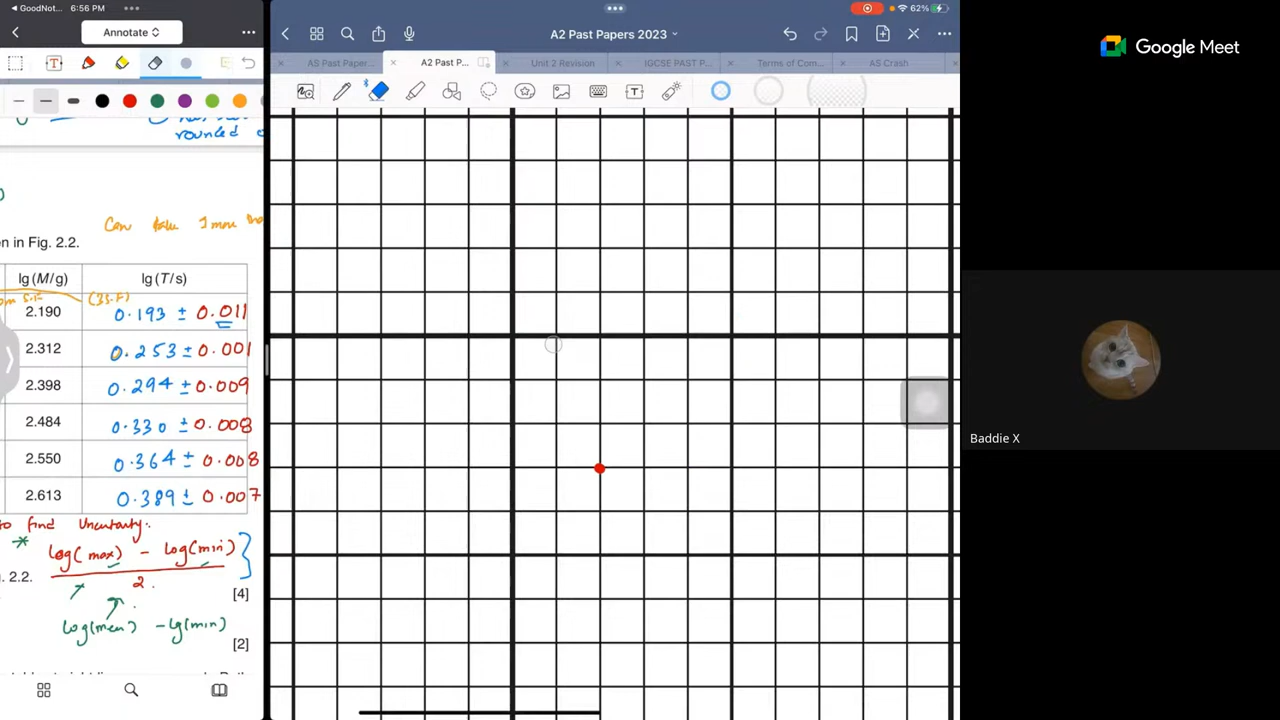 GoodNot... 6:56 PM
62%
Annotate
A2 Past Papers 2023
AS Past Paper...
A2 Past P...
Unit 2 Revision
IGCSE PAST P...
Terms of Com...
AS Crash
Google Meet
rounded
Can take 1 more
en in Fig. 2.2.
lg (M/g) lg (T/s)
(3S.F)
2.190 0.193 ± 0.011
2.312 0.253 ± 0.001
2.398 0.294 ± 0.009
2.484 0.330 ± 0.008
2.550 0.364 ± 0.008
2.613 0.389 ± 0.007
to find
log(max) - log(min)
2
g. 2.2.
[4]
-lg(min)
[2]
Baddie X